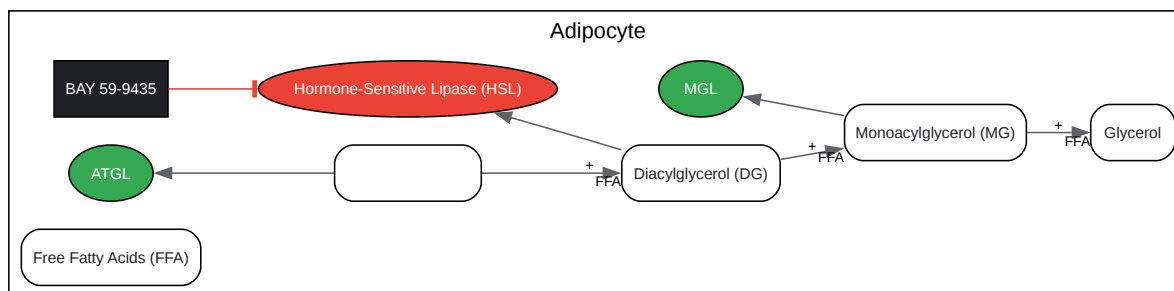 Adipocyte
BAY 59-9435
Hormone-Sensitive Lipase (HSL)
MGL
Monoacylglycerol (MG)
+
FFA
Glycerol
ATGL
+
FFA
Diacylglycerol (DG)
+
FFA
Free Fatty Acids (FFA)